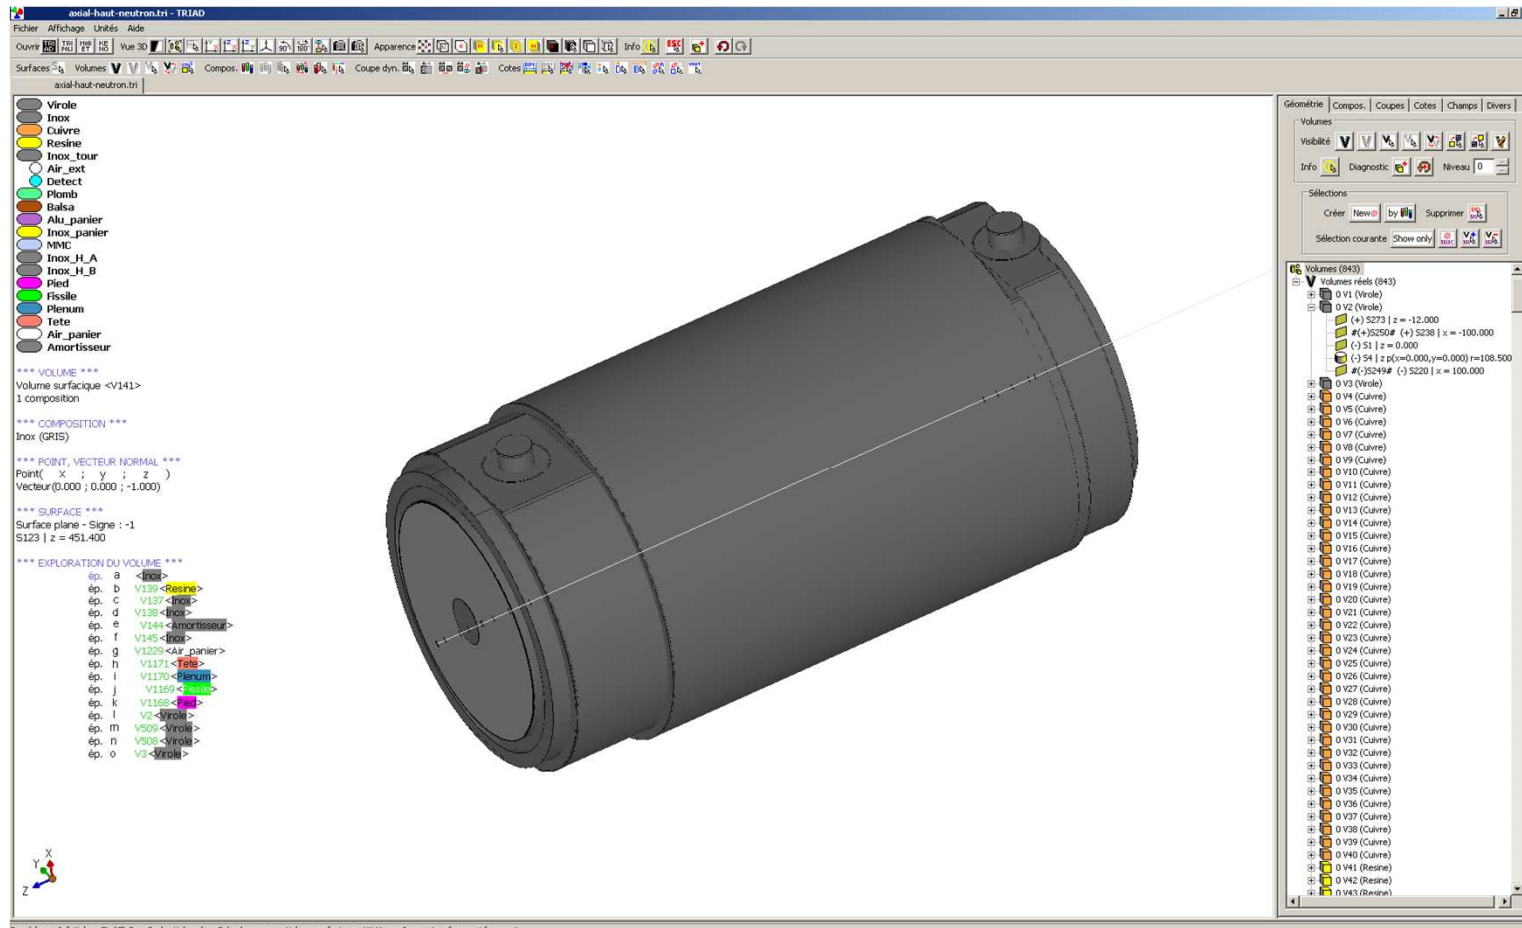 axial-haut-neutron.tri - TRIAD
Fichier Affichage Unités Aide
Ouvrir Vue 3D Apparence Info ESC
Surfaces Volumes Compos. Coupe dyn. Cotes
axial-haut-neutron.tri
Virole
Inox
Cuivre
Resine
Inox_tour
Air_ext
Detect
Plomb
Balsa
Alu_panier
Inox_panier
MMC
Inox_H_A
Inox_H_B
Pied
Fissile
Plenum
Tete
Air_panier
Amortisseur
*** VOLUME ***
Volume surfacique <V141>
1 composition
*** COMPOSITION ***
Inox (GRIS)
*** POINT, VECTEUR NORMAL ***
Point( X ; y ; z )
Vecteur(0.000 ; 0.000 ; -1.000)
*** SURFACE ***
Surface plane - Signe : -1
S123 | z = 451.400
*** EXPLORATION DU VOLUME ***
ép. a <Inox>
ép. b V139<Resine>
ép. c V137<Inox>
ép. d V138<Inox>
ép. e V144<Amortisseur>
ép. f V145<Inox>
ép. g V1229<Air_panier>
ép. h V1171<Tete>
ép. i V1170<Plenum>
ép. j V1169<Fissile>
ép. k V1168<Pied>
ép. l V2<Virole>
ép. m V509<Virole>
ép. n V508<Virole>
ép. o V3<Virole>
X
Y
Z
Géométrie Compos. Coupes Cotes Champs Divers
Volumes
Visibilité
Info Diagnostic Niveau 0
Sélections
Créer New by Supprimer
Sélection courante Show only
Volumes (843)
Volumes réels (843)
0 V1 (Virole)
0 V2 (Virole)
(+) S273 | z = -12.000
#(+)S250# (+) S238 | x = -100.000
(-) S1 | z = 0.000
(-) S4 | z p(x=0.000,y=0.000) r=108.500
#(-)S249# (-) S220 | x = 100.000
0 V3 (Virole)
0 V4 (Cuivre)
0 V5 (Cuivre)
0 V6 (Cuivre)
0 V7 (Cuivre)
0 V8 (Cuivre)
0 V9 (Cuivre)
0 V10 (Cuivre)
0 V11 (Cuivre)
0 V12 (Cuivre)
0 V13 (Cuivre)
0 V14 (Cuivre)
0 V15 (Cuivre)
0 V16 (Cuivre)
0 V17 (Cuivre)
0 V18 (Cuivre)
0 V19 (Cuivre)
0 V20 (Cuivre)
0 V21 (Cuivre)
0 V22 (Cuivre)
0 V23 (Cuivre)
0 V24 (Cuivre)
0 V25 (Cuivre)
0 V26 (Cuivre)
0 V27 (Cuivre)
0 V28 (Cuivre)
0 V29 (Cuivre)
0 V30 (Cuivre)
0 V31 (Cuivre)
0 V32 (Cuivre)
0 V33 (Cuivre)
0 V34 (Cuivre)
0 V35 (Cuivre)
0 V36 (Cuivre)
0 V37 (Cuivre)
0 V38 (Cuivre)
0 V39 (Cuivre)
0 V40 (Cuivre)
0 V41 (Resine)
0 V42 (Resine)
0 V43 (Resine)